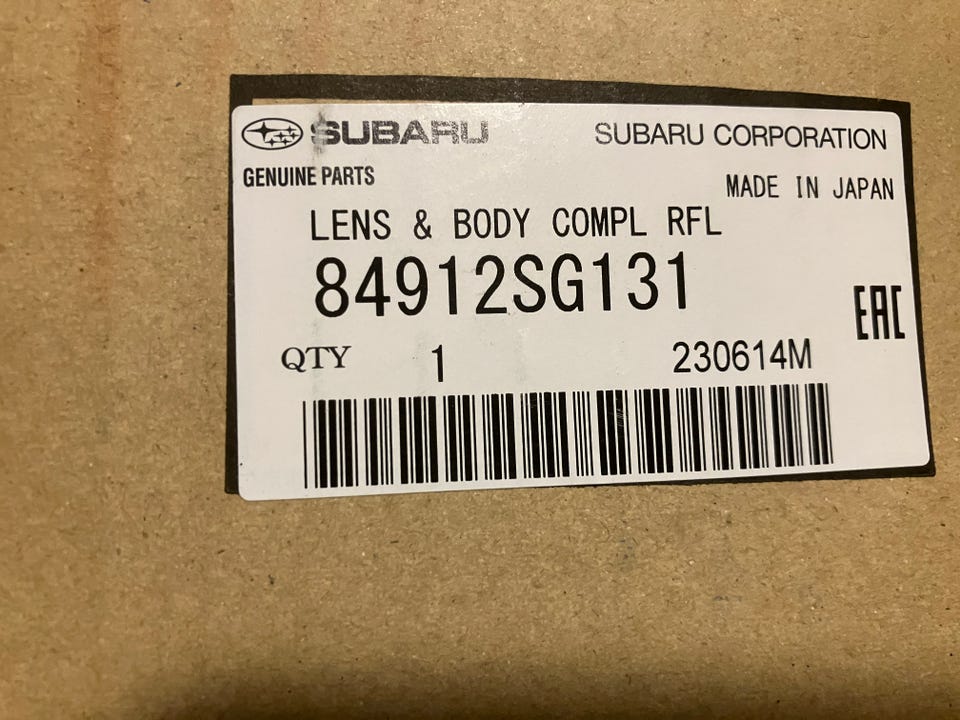 SUBARU SUBARU CORPORATION
GENUINE PARTS MADE IN JAPAN
LENS & BODY COMPL RFL
84912SG131
EAC
QTY 1 230614M